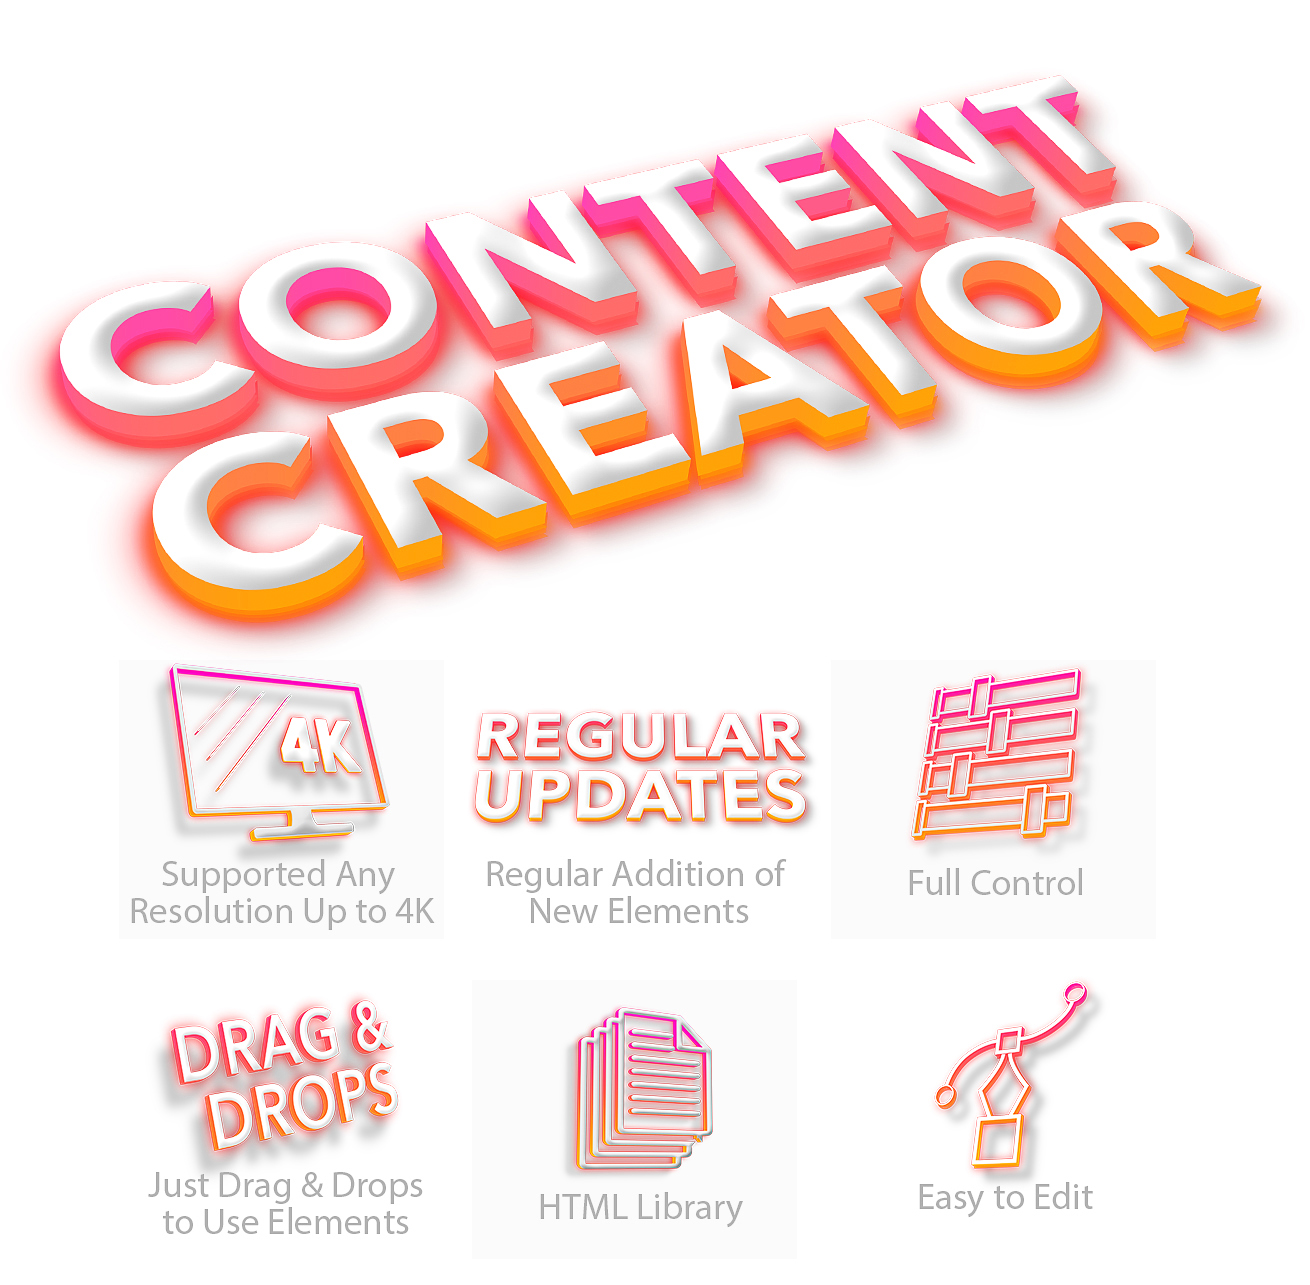 CONTENT
CREATOR
4K
Supported Any
Resolution Up to 4K
REGULAR
UPDATES
Regular Addition of
New Elements
Full Control
DRAG &
DROPS
Just Drag & Drops
to Use Elements
HTML Library
Easy to Edit